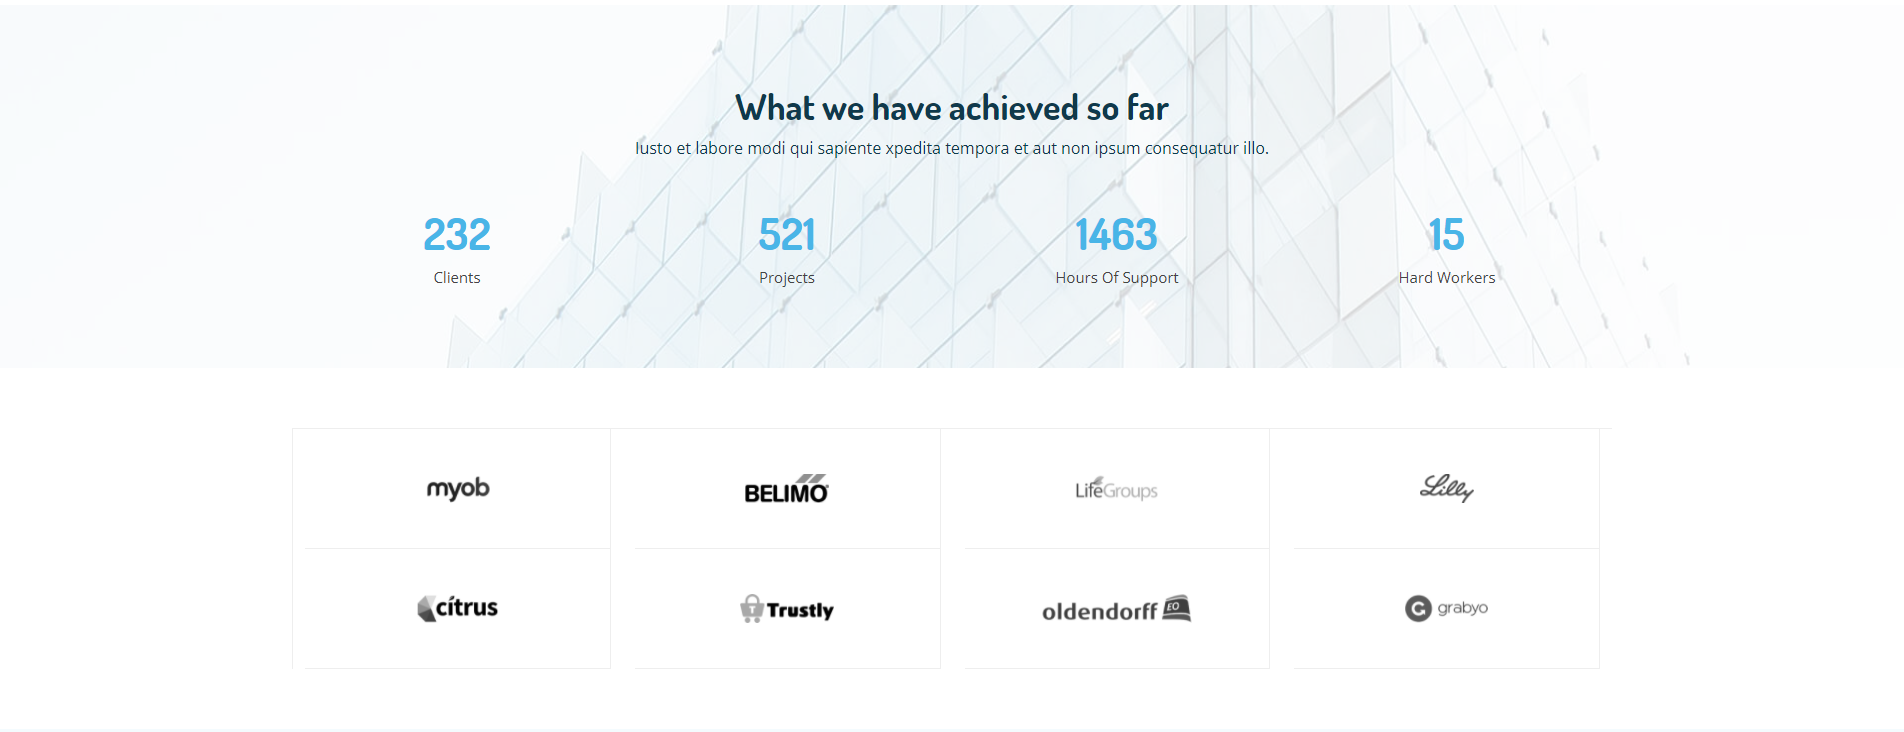 What we have achieved so far
Iusto et labore modi qui sapiente xpedita tempora et aut non ipsum consequatur illo.
232 521 1463 15
Clients Projects Hours Of Support Hard Workers
myob BELIMO LifeGroups Lilly
citrus T Trustly oldendorff EO G grabyo